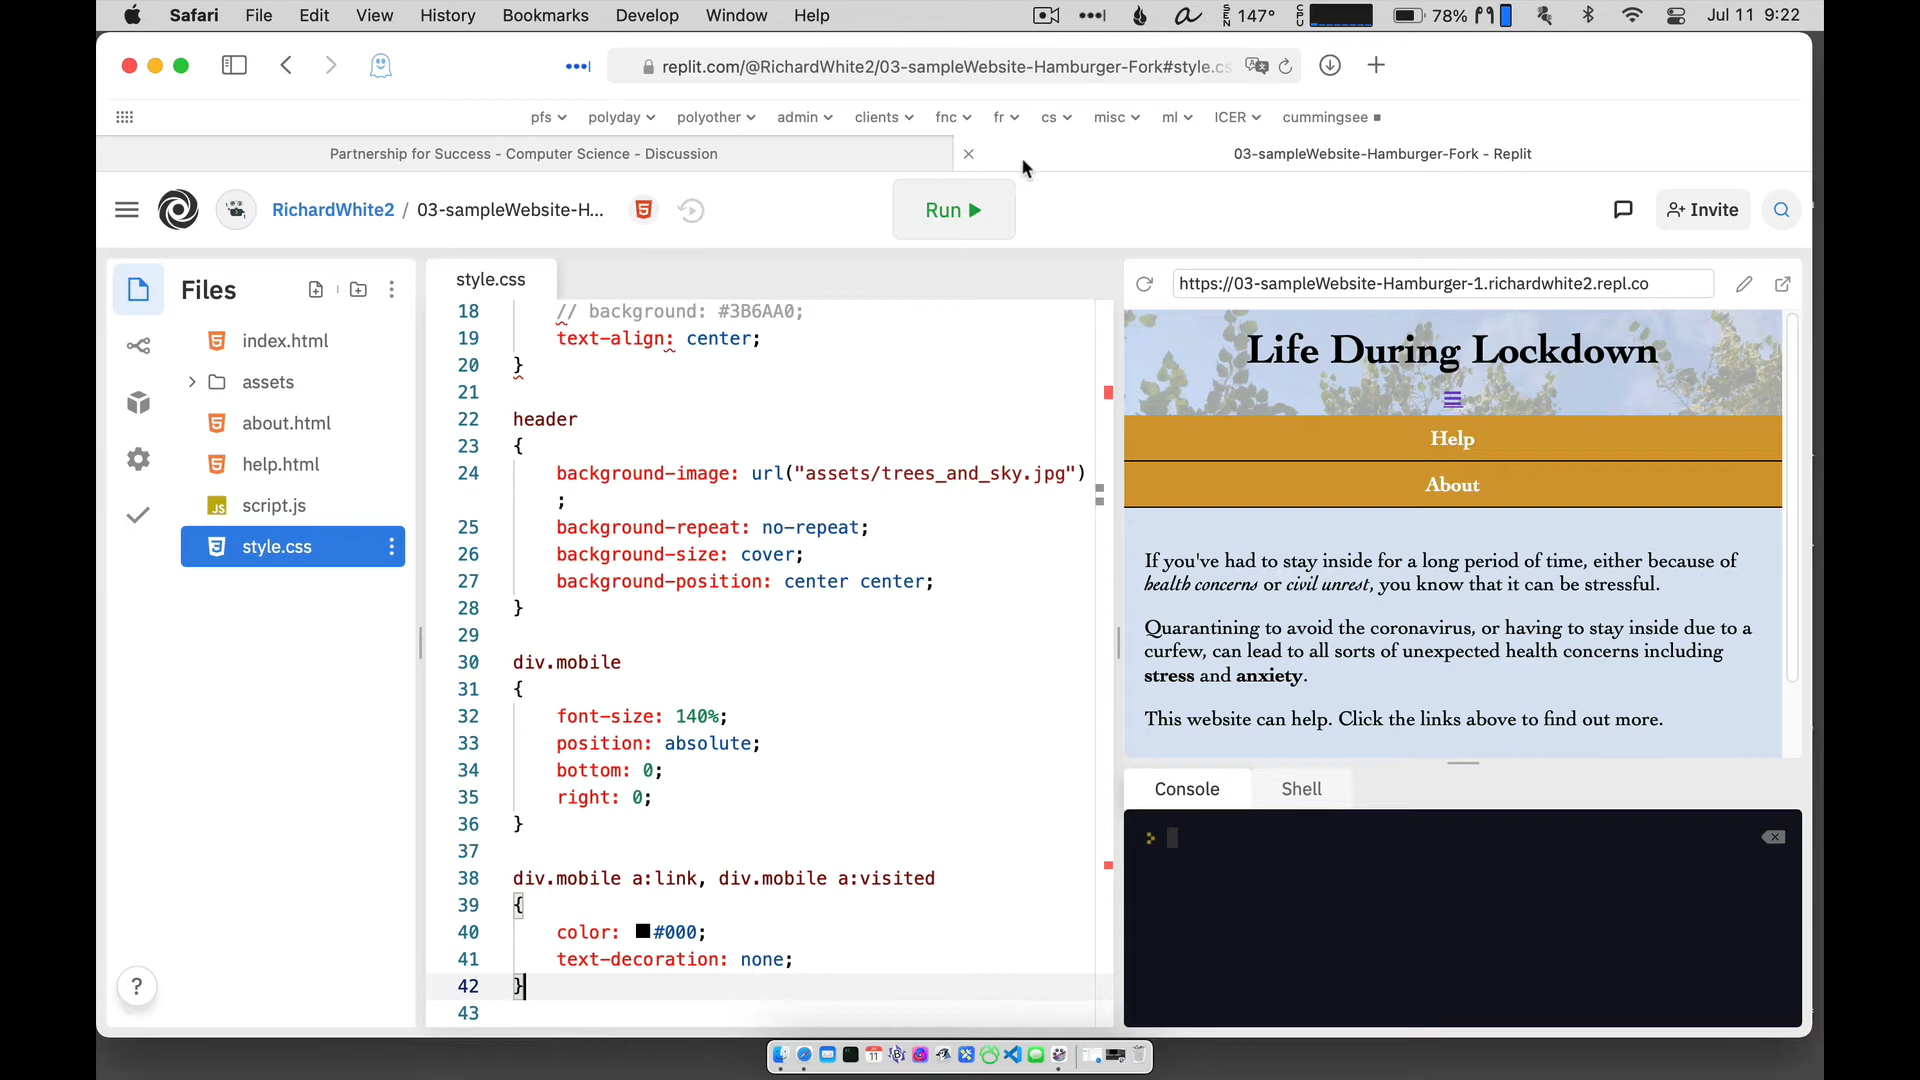 Safari File Edit View History Bookmarks Develop Window Help SEN 147° CPU 78% Jul 11 9:22
replit.com/@RichardWhite2/03-sampleWebsite-Hamburger-Fork#style.cs
pfs polyday polyother admin clients fnc fr cs misc ml ICER cummingsee
Partnership for Success - Computer Science - Discussion 03-sampleWebsite-Hamburger-Fork - Replit
RichardWhite2 / 03-sampleWebsite-H... Run Invite
Files
index.html
assets
about.html
help.html
JS script.js
style.css
?
style.css
18 // background: #3B6AA0;
19 text-align: center;
20 }
21
22 header
23 {
24 background-image: url("assets/trees_and_sky.jpg")
;
25 background-repeat: no-repeat;
26 background-size: cover;
27 background-position: center center;
28 }
29
30 div.mobile
31 {
32 font-size: 140%;
33 position: absolute;
34 bottom: 0;
35 right: 0;
36 }
37
38 div.mobile a:link, div.mobile a:visited
39 {
40 color: #000;
41 text-decoration: none;
42 }
43
https://03-sampleWebsite-Hamburger-1.richardwhite2.repl.co
Life During Lockdown
Help
About
If you've had to stay inside for a long period of time, either because of
health concerns or civil unrest, you know that it can be stressful.
Quarantining to avoid the coronavirus, or having to stay inside due to a
curfew, can lead to all sorts of unexpected health concerns including
stress and anxiety.
This website can help. Click the links above to find out more.
Console Shell
11